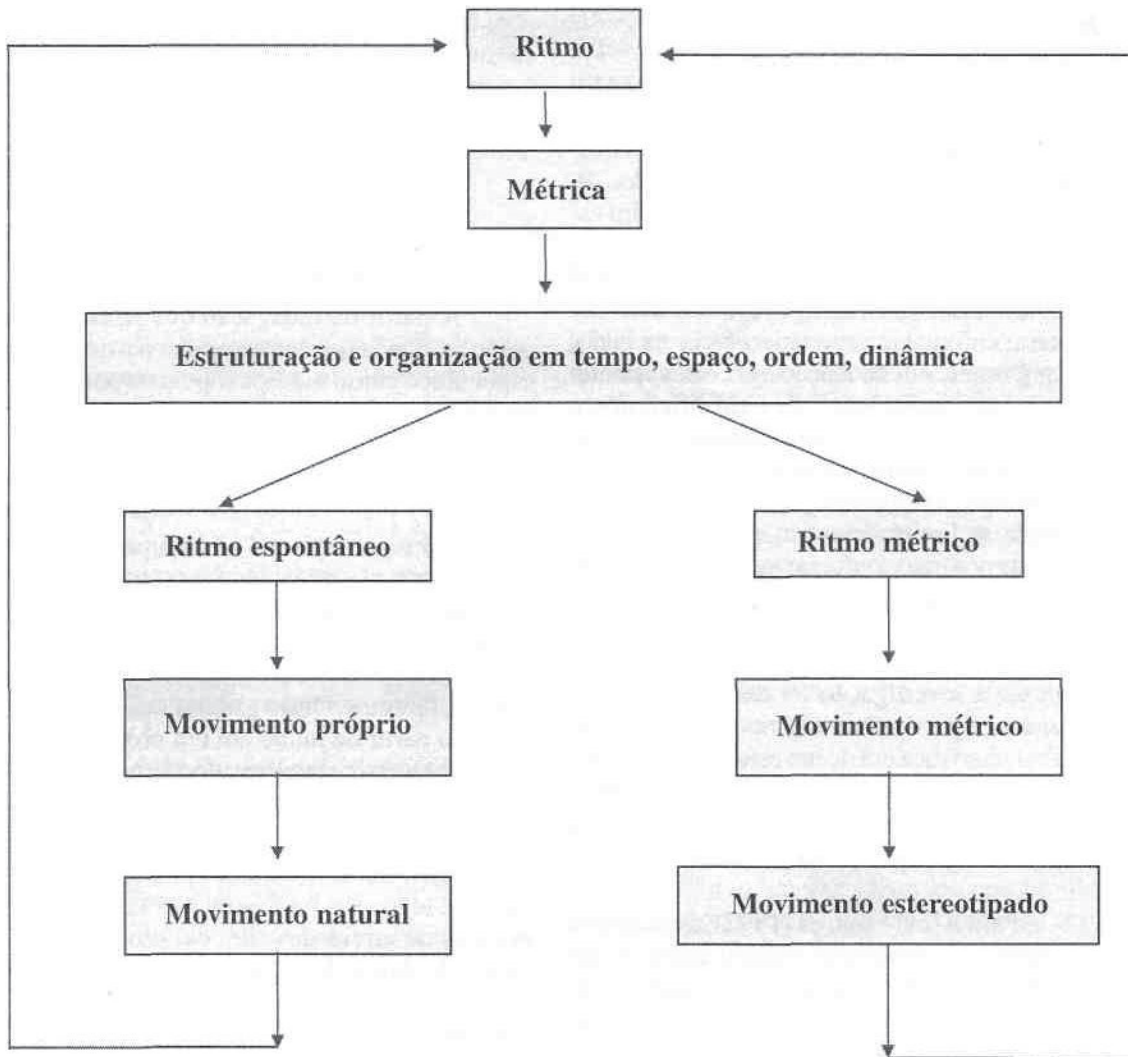 Ritmo
Métrica
Estruturação e organização em tempo, espaço, ordem, dinâmica
Ritmo espontâneo
Ritmo métrico
Movimento próprio
Movimento métrico
Movimento natural
Movimento estereotipado